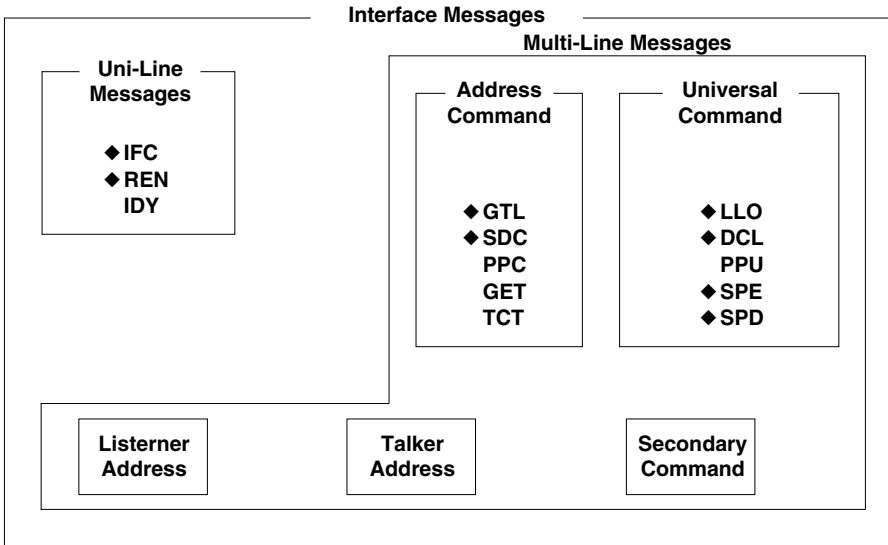 Interface Messages
Multi-Line Messages
Uni-Line
Messages
◆ IFC
◆ REN
IDY
Address
Command
◆ GTL
◆ SDC
PPC
GET
TCT
Universal
Command
◆ LLO
◆ DCL
PPU
◆ SPE
◆ SPD
Listerner
Address
Talker
Address
Secondary
Command